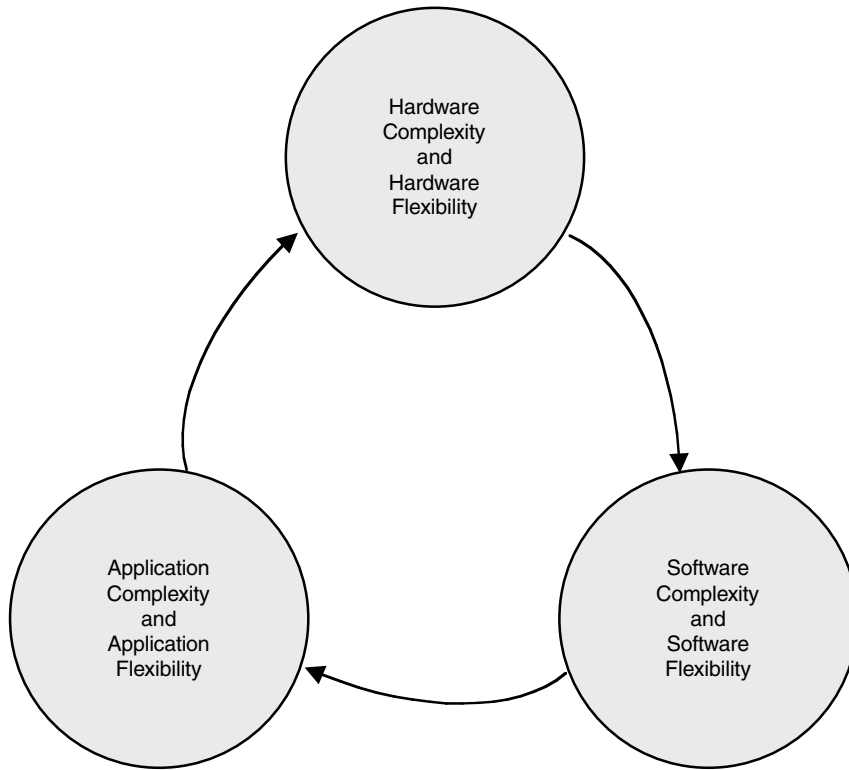 Hardware
Complexity
and
Hardware
Flexibility
Application
Complexity
and
Application
Flexibility
Software
Complexity
and
Software
Flexibility